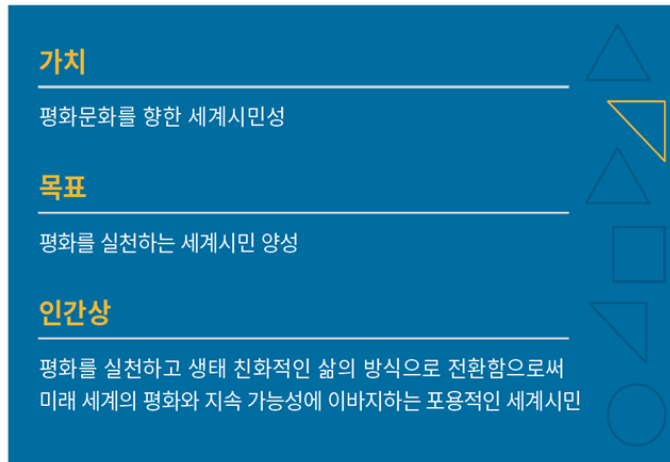 가치
평화문화를 향한 세계시민성
목표
평화를 실천하는 세계시민 양성
인간상
평화를 실천하고 생태 친화적인 삶의 방식으로 전환함으로써
미래 세계의 평화와 지속 가능성에 이바지하는 포용적인 세계시민